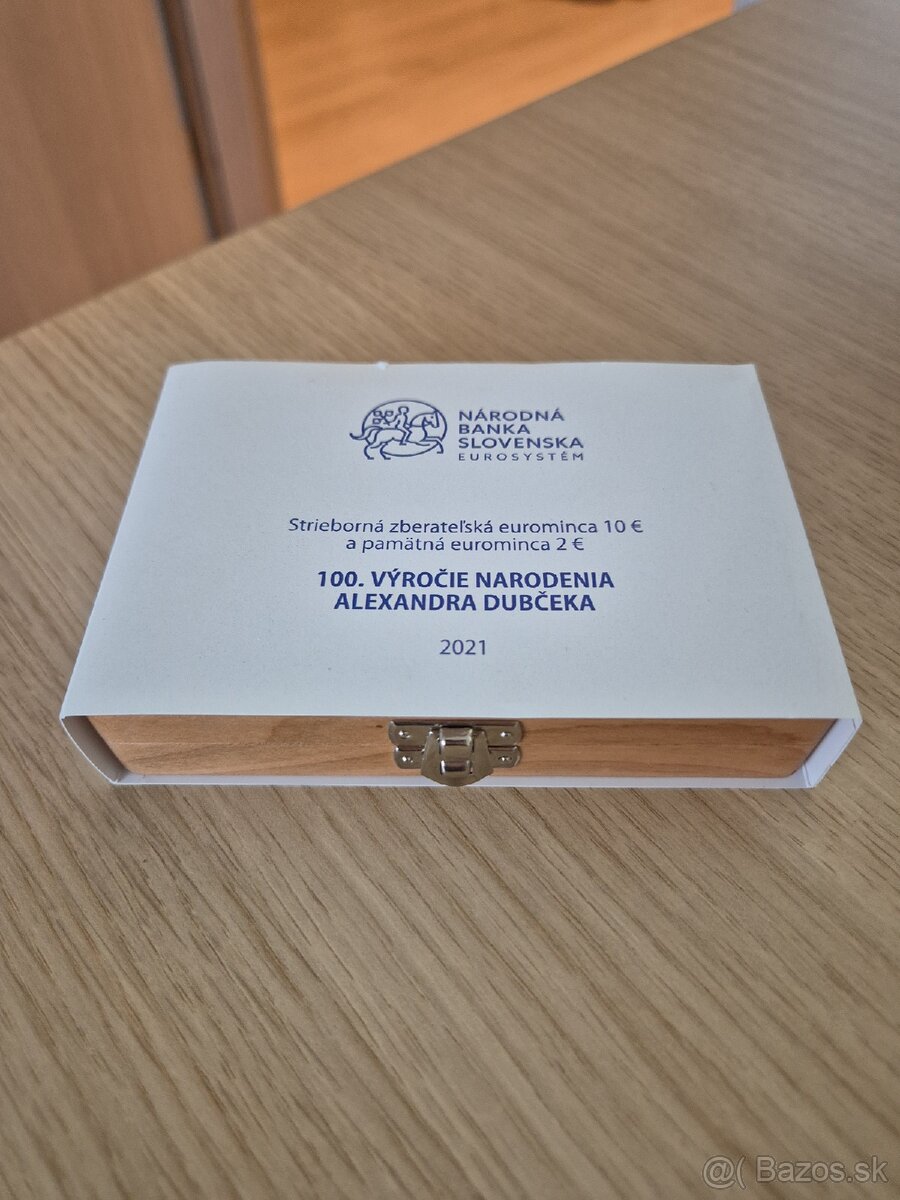 NÁRODNÁ
BANKA
SLOVENSKA
EUROSYSTÉM
Strieborná zberateľská eurominca 10 €
a pamätná eurominca 2 €
100. VÝROČIE NARODENIA
ALEXANDRA DUBČEKA
2021
@( Bazos.sk